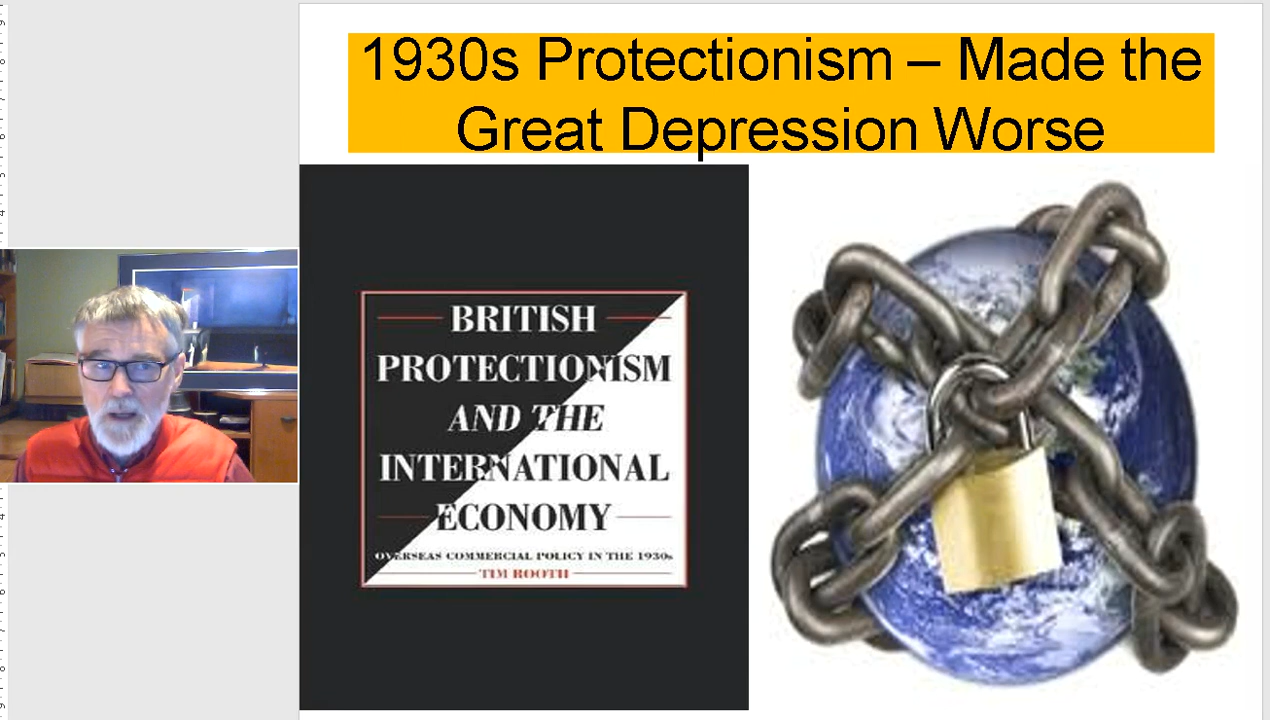 1930s Protectionism – Made the
Great Depression Worse
BRITISH
PROTECTIONISM
AND THE
INTERNATIONAL
ECONOMY
OVERSEAS COMMERCIAL POLICY IN THE 1930s
TIM ROOTH